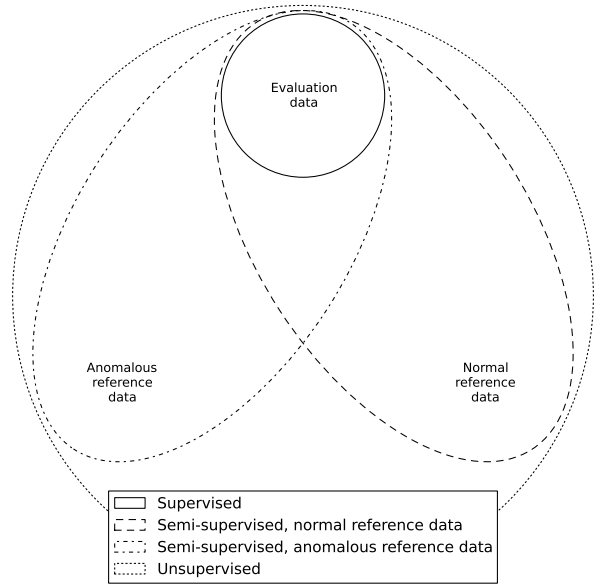 Evaluation
data
Anomalous
reference
data
Normal
reference
data
Supervised
Semi-supervised, normal reference data
Semi-supervised, anomalous reference data
Unsupervised